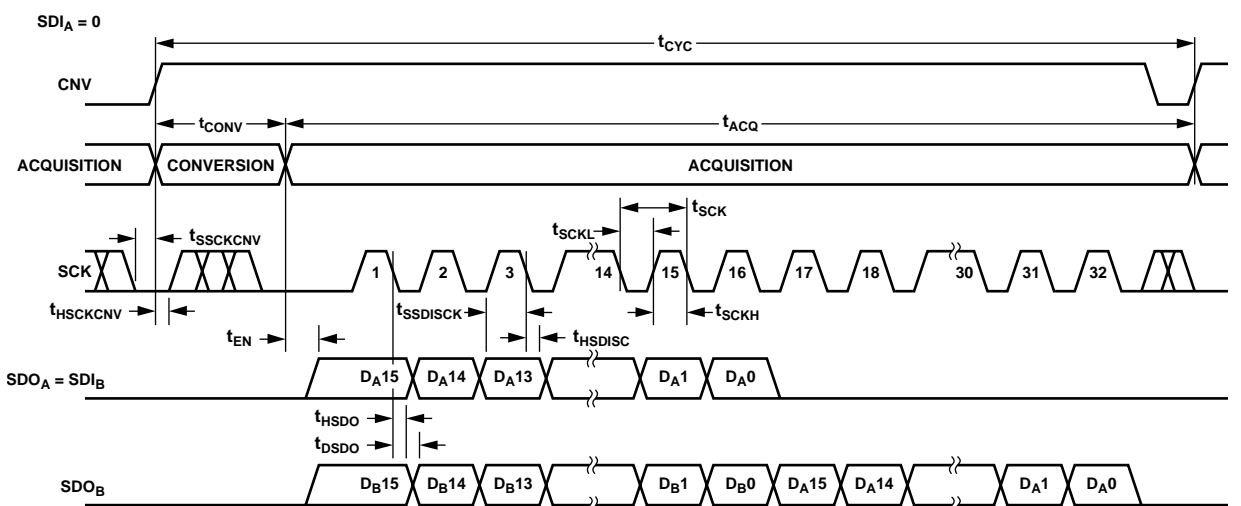 SDIA = 0
tCYC
CNV
tCONV
tACQ
ACQUISITION CONVERSION ACQUISITION
tSCK
tSCKL
tSSCKCNV
SCK 1 2 3 14 15 16 17 18 30 31 32
tHSCKCNV
tSSDISCK
tSCKH
tEN
tHSDISC
SDOA = SDIB DA15 DA14 DA13 DA1 DA0
tHSDO
tDSDO
SDOB DB15 DB14 DB13 DB1 DB0 DA15 DA14 DA1 DA0